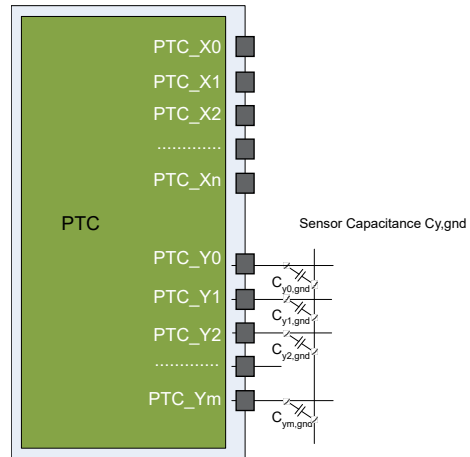 PTC_X0
PTC_X1
PTC_X2
.............
PTC_Xn
PTC
Sensor Capacitance Cy,gnd
PTC_Y0
Cy0,gnd
PTC_Y1
Cy1,gnd
PTC_Y2
Cy2,gnd
.............
PTC_Ym
Cym,gnd